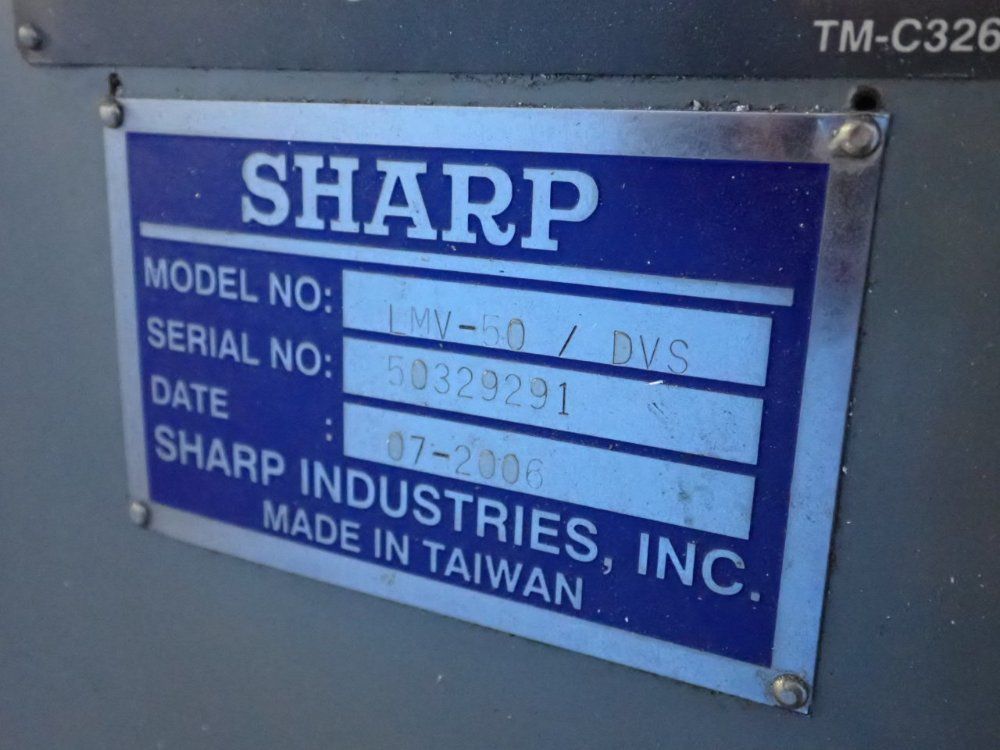 TM-C326
SHARP
MODEL NO: LMV-50 / DVS
SERIAL NO: 50329291
DATE : 07-2006
SHARP INDUSTRIES, INC.
MADE IN TAIWAN